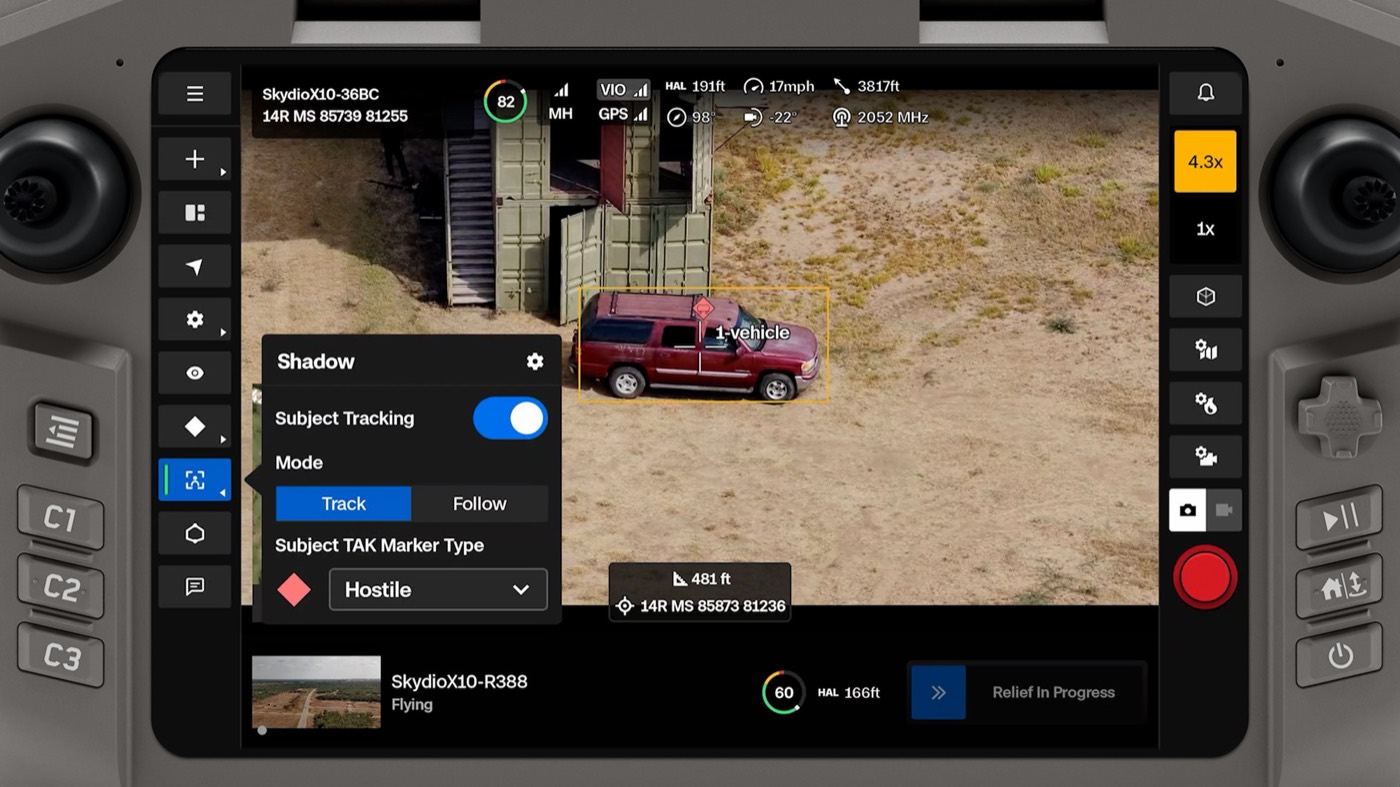 SkydioX10-36BC
14R MS 85739 81255
82
MH
VIO
GPS
HAL 191ft
17mph
3817ft
98°
-22°
2052 MHz
4.3x
1x
1-vehicle
Shadow
Subject Tracking
Mode
Track
Follow
Subject TAK Marker Type
Hostile
481 ft
14R MS 85873 81236
SkydioX10-R388
Flying
60
HAL 166ft
Relief In Progress
C1
C2
C3